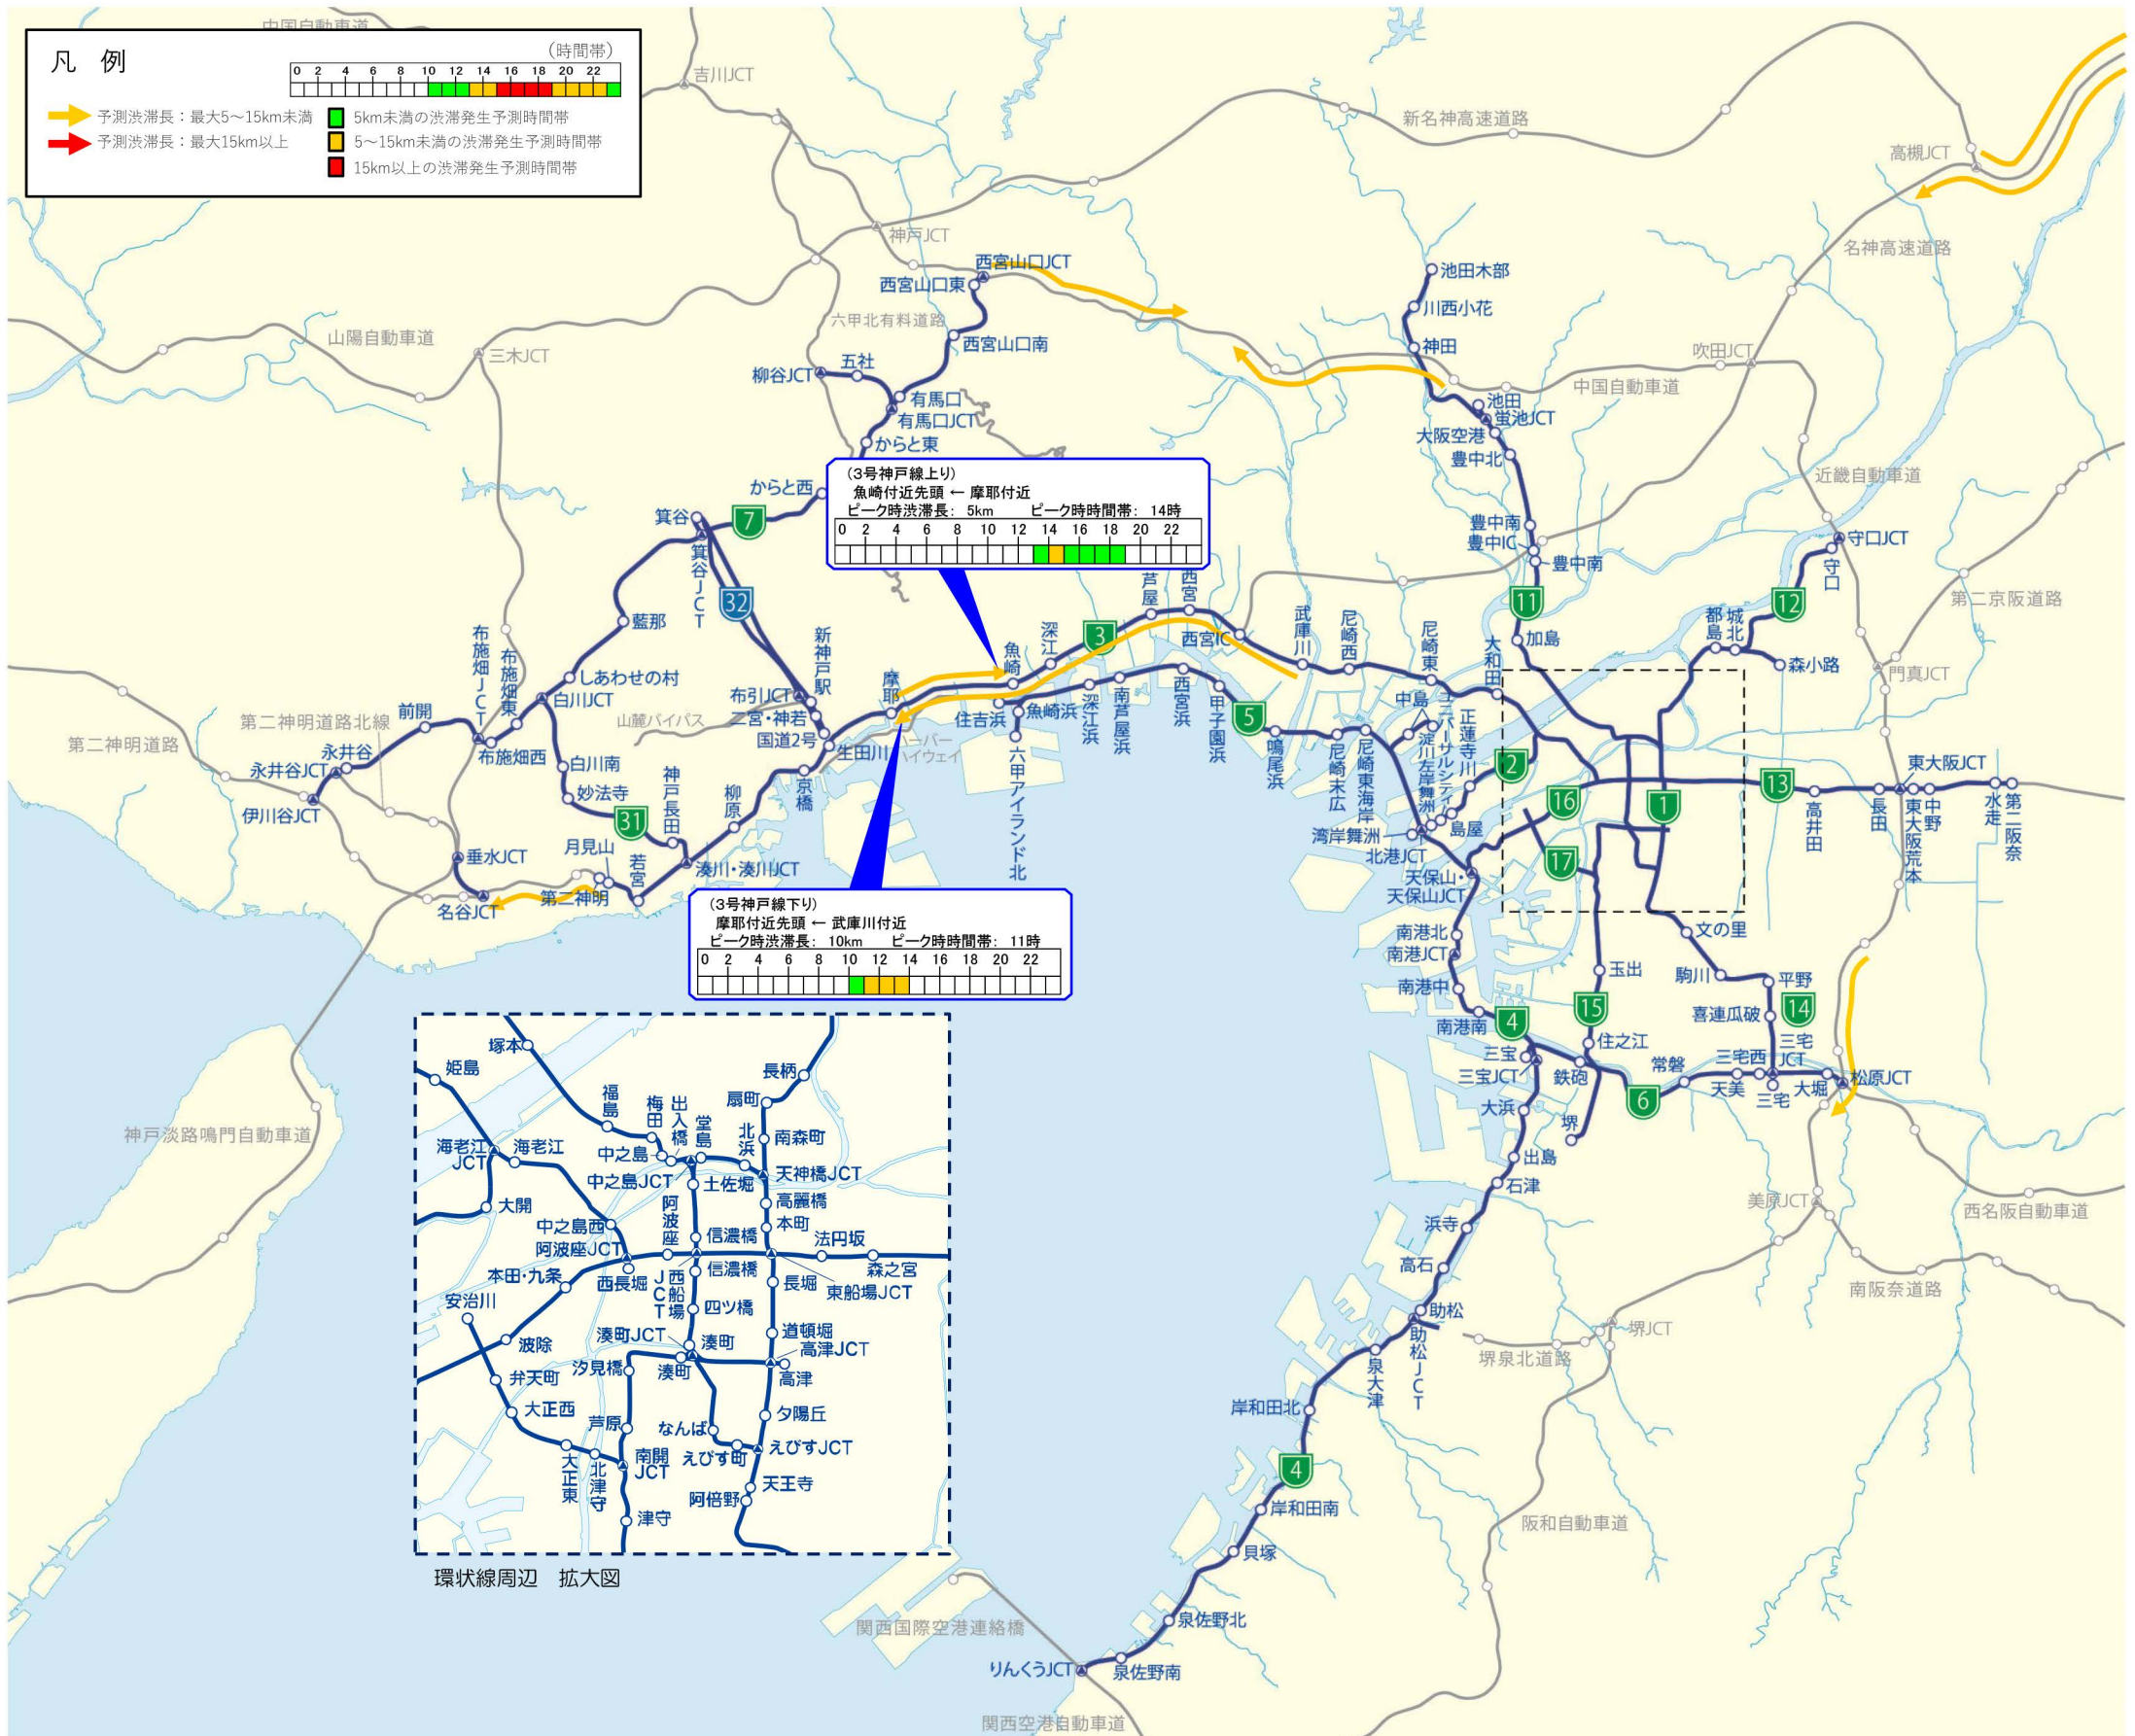 中国自動車道
凡 例
(時間帯)
0 2 4 6 8 10 12 14 16 18 20 22
予測渋滞長：最大5～15km未満
5km未満の渋滞発生予測時間帯
予測渋滞長：最大15km以上
5～15km未満の渋滞発生予測時間帯
15km以上の渋滞発生予測時間帯
吉川JCT
新名神高速道路
高槻JCT
名神高速道路
神戸JCT
西宮山口JCT
西宮山口東
池田木部
川西小花
六甲北有料道路
山陽自動車道
三木JCT
西宮山口南
神田
吹田JCT
五社
柳谷JCT
中国自動車道
有馬口
有馬口JCT
池田
蛍池JCT
からと東
大阪空港
豊中北
近畿自動車道
(3号神戸線上り)
魚崎付近先頭 ← 摩耶付近
ピーク時渋滞長： 5km ピーク時時間帯： 14時
0 2 4 6 8 10 12 14 16 18 20 22
からと西
箕谷
7
箕谷JCT
豊中南
豊中IC
豊中南
守口JCT
守口
32
藍那
芦屋
西宮
11
12
第二京阪道路
布施畑JCT
布施畑東
しあわせの村
白川JCT
新神戸駅
布引JCT
二宮・神若
国道2号
生田川
摩耶
魚崎
深江
3
西宮IC
武庫川
尼崎西
尼崎東
大和田
加島
都島
城北
森小路
門真JCT
第二神明道路北線
第二神明道路
前開
永井谷
永井谷JCT
伊川谷JCT
布施畑西
山麓バイパス
ハーバーハイウェイ
住吉浜
魚崎浜
六甲アイランド北
深江浜
南芦屋浜
西宮浜
甲子園浜
5
鳴尾浜
尼崎末広
尼崎東海岸
中島
ユニバーサルシティ
淀川左岸舞洲
正蓮寺川
2
白川南
妙法寺
31
神戸長田
柳原
京橋
湾岸舞洲
北港JCT
島屋
16
17
1
13
高井田
長田
東大阪JCT
東大阪荒本
中野
水走
第二阪奈
垂水JCT
月見山
若宮
湊川・湊川JCT
名谷JCT
第二神明
天保山・
天保山JCT
(3号神戸線下り)
摩耶付近先頭 ← 武庫川付近
ピーク時渋滞長： 10km ピーク時時間帯： 11時
0 2 4 6 8 10 12 14 16 18 20 22
南港北
南港JCT
南港中
南港南
4
文の里
玉出
駒川
平野
喜連瓜破
14
15
住之江
三宝
三宝JCT
鉄砲
常磐
三宅西
三宅
JCT
天美
三宅
大堀
松原JCT
6
大浜
堺
出島
石津
浜寺
高石
助松
助松JCT
泉大津
美原JCT
西名阪自動車道
南阪奈道路
堺JCT
堺泉北道路
岸和田北
4
岸和田南
貝塚
阪和自動車道
泉佐野北
泉佐野南
りんくうJCT
関西国際空港連絡橋
関西空港自動車道
神戸淡路鳴門自動車道
塚本
姫島
長柄
福島
梅田
出入橋
堂島
扇町
北浜
南森町
海老江
JCT
海老江
中之島
中之島JCT
土佐堀
天神橋JCT
大開
阿波座
高麗橋
中之島西
本町
信濃橋
法円坂
阿波座JCT
本田・九条
西長堀
西船場JCT
信濃橋
長堀
東船場JCT
森之宮
安治川
四ツ橋
波除
湊町JCT
湊町
道頓堀
高津JCT
汐見橋
湊町
高津
弁天町
大正西
芦原
なんば
夕陽丘
えびす町
えびすJCT
大正東
北津守
南開
JCT
天王寺
阿倍野
津守
環状線周辺 拡大図